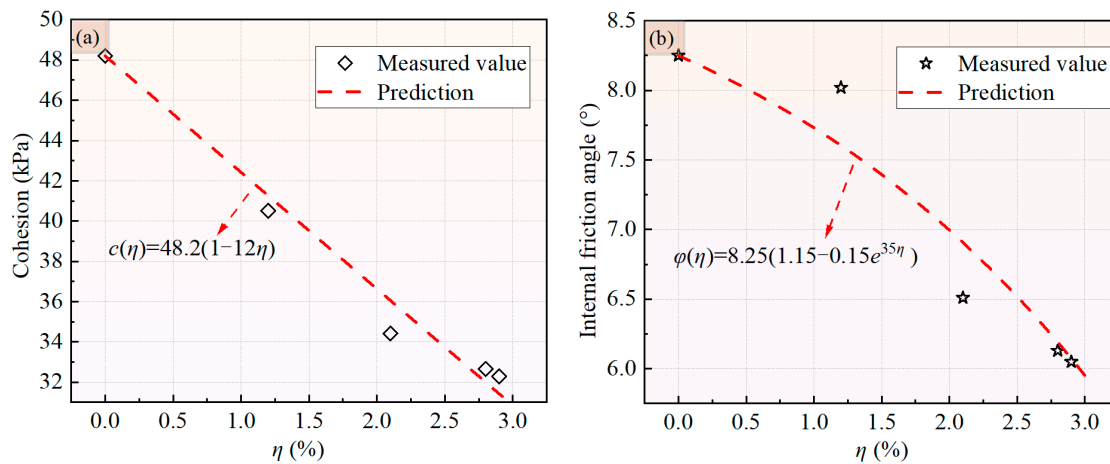 (a)
Measured value
Prediction
c(η)=48.2(1−12η)
Cohesion (kPa)
50
48
46
44
42
40
38
36
34
32
0.0 0.5 1.0 1.5 2.0 2.5 3.0
η (%)
(b)
Measured value
Prediction
φ(η)=8.25(1.15−0.15e^{35η} )
Internal friction angle (°)
8.5
8.0
7.5
7.0
6.5
6.0
0.0 0.5 1.0 1.5 2.0 2.5 3.0
η (%)